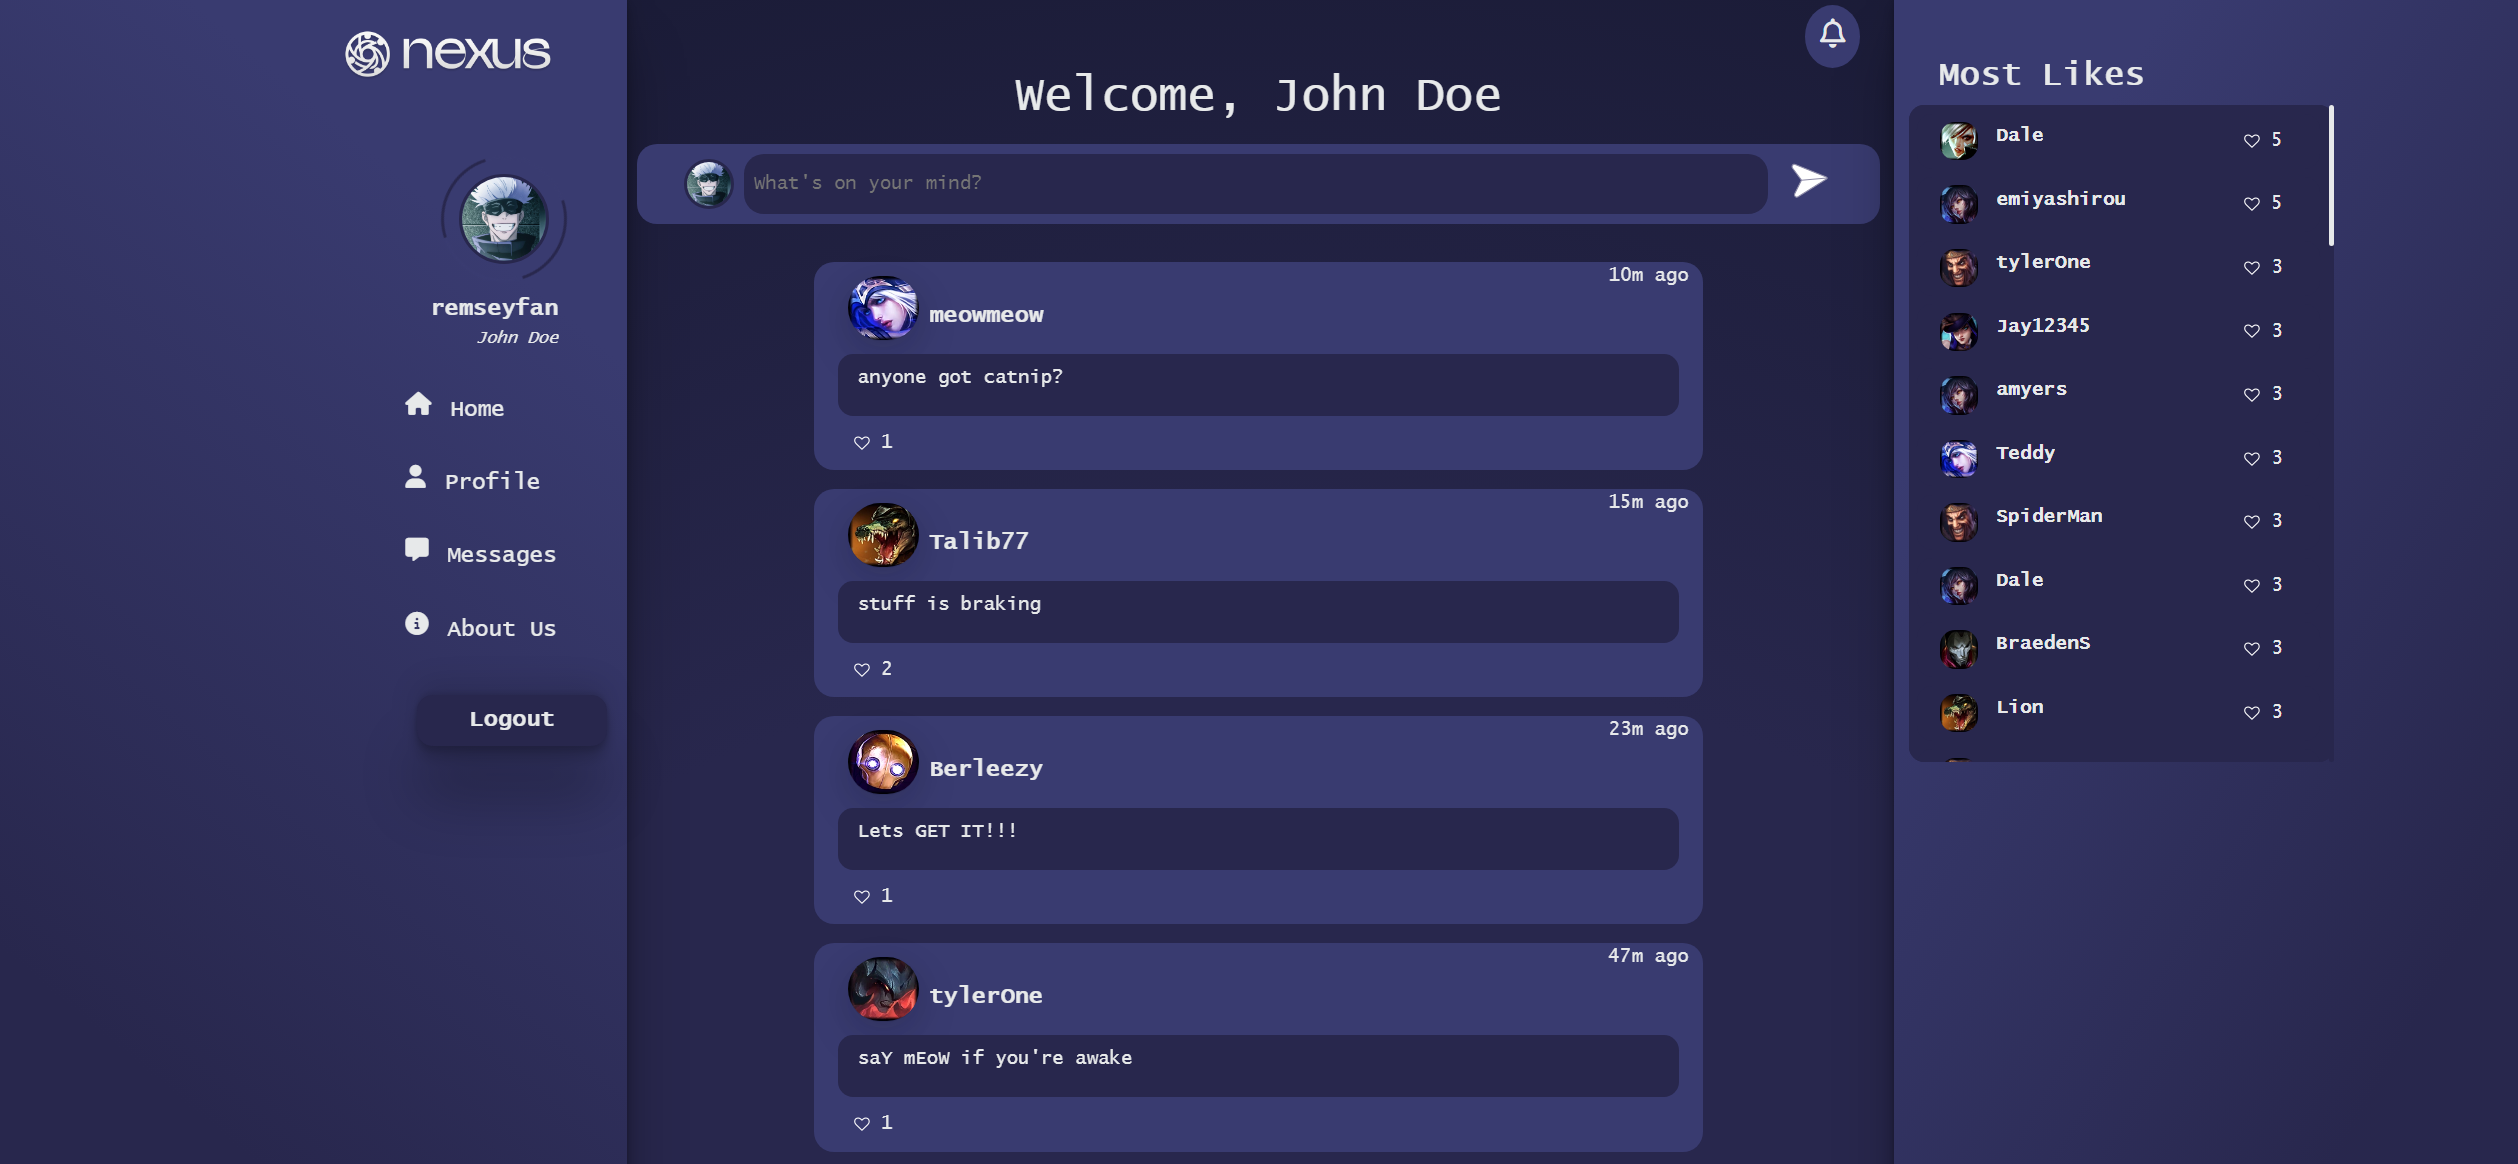 nexus
remseyfan
John Doe
Home
Profile
Messages
About Us
Logout
Welcome, John Doe
What's on your mind?
10m ago
meowmeow
anyone got catnip?
1
15m ago
Talib77
stuff is braking
2
23m ago
Berleezy
Lets GET IT!!!
1
47m ago
tylerOne
saY mEoW if you're awake
1
Most Likes
Dale 5
emiyashirou 5
tylerOne 3
Jay12345 3
amyers 3
Teddy 3
SpiderMan 3
Dale 3
BraedenS 3
Lion 3